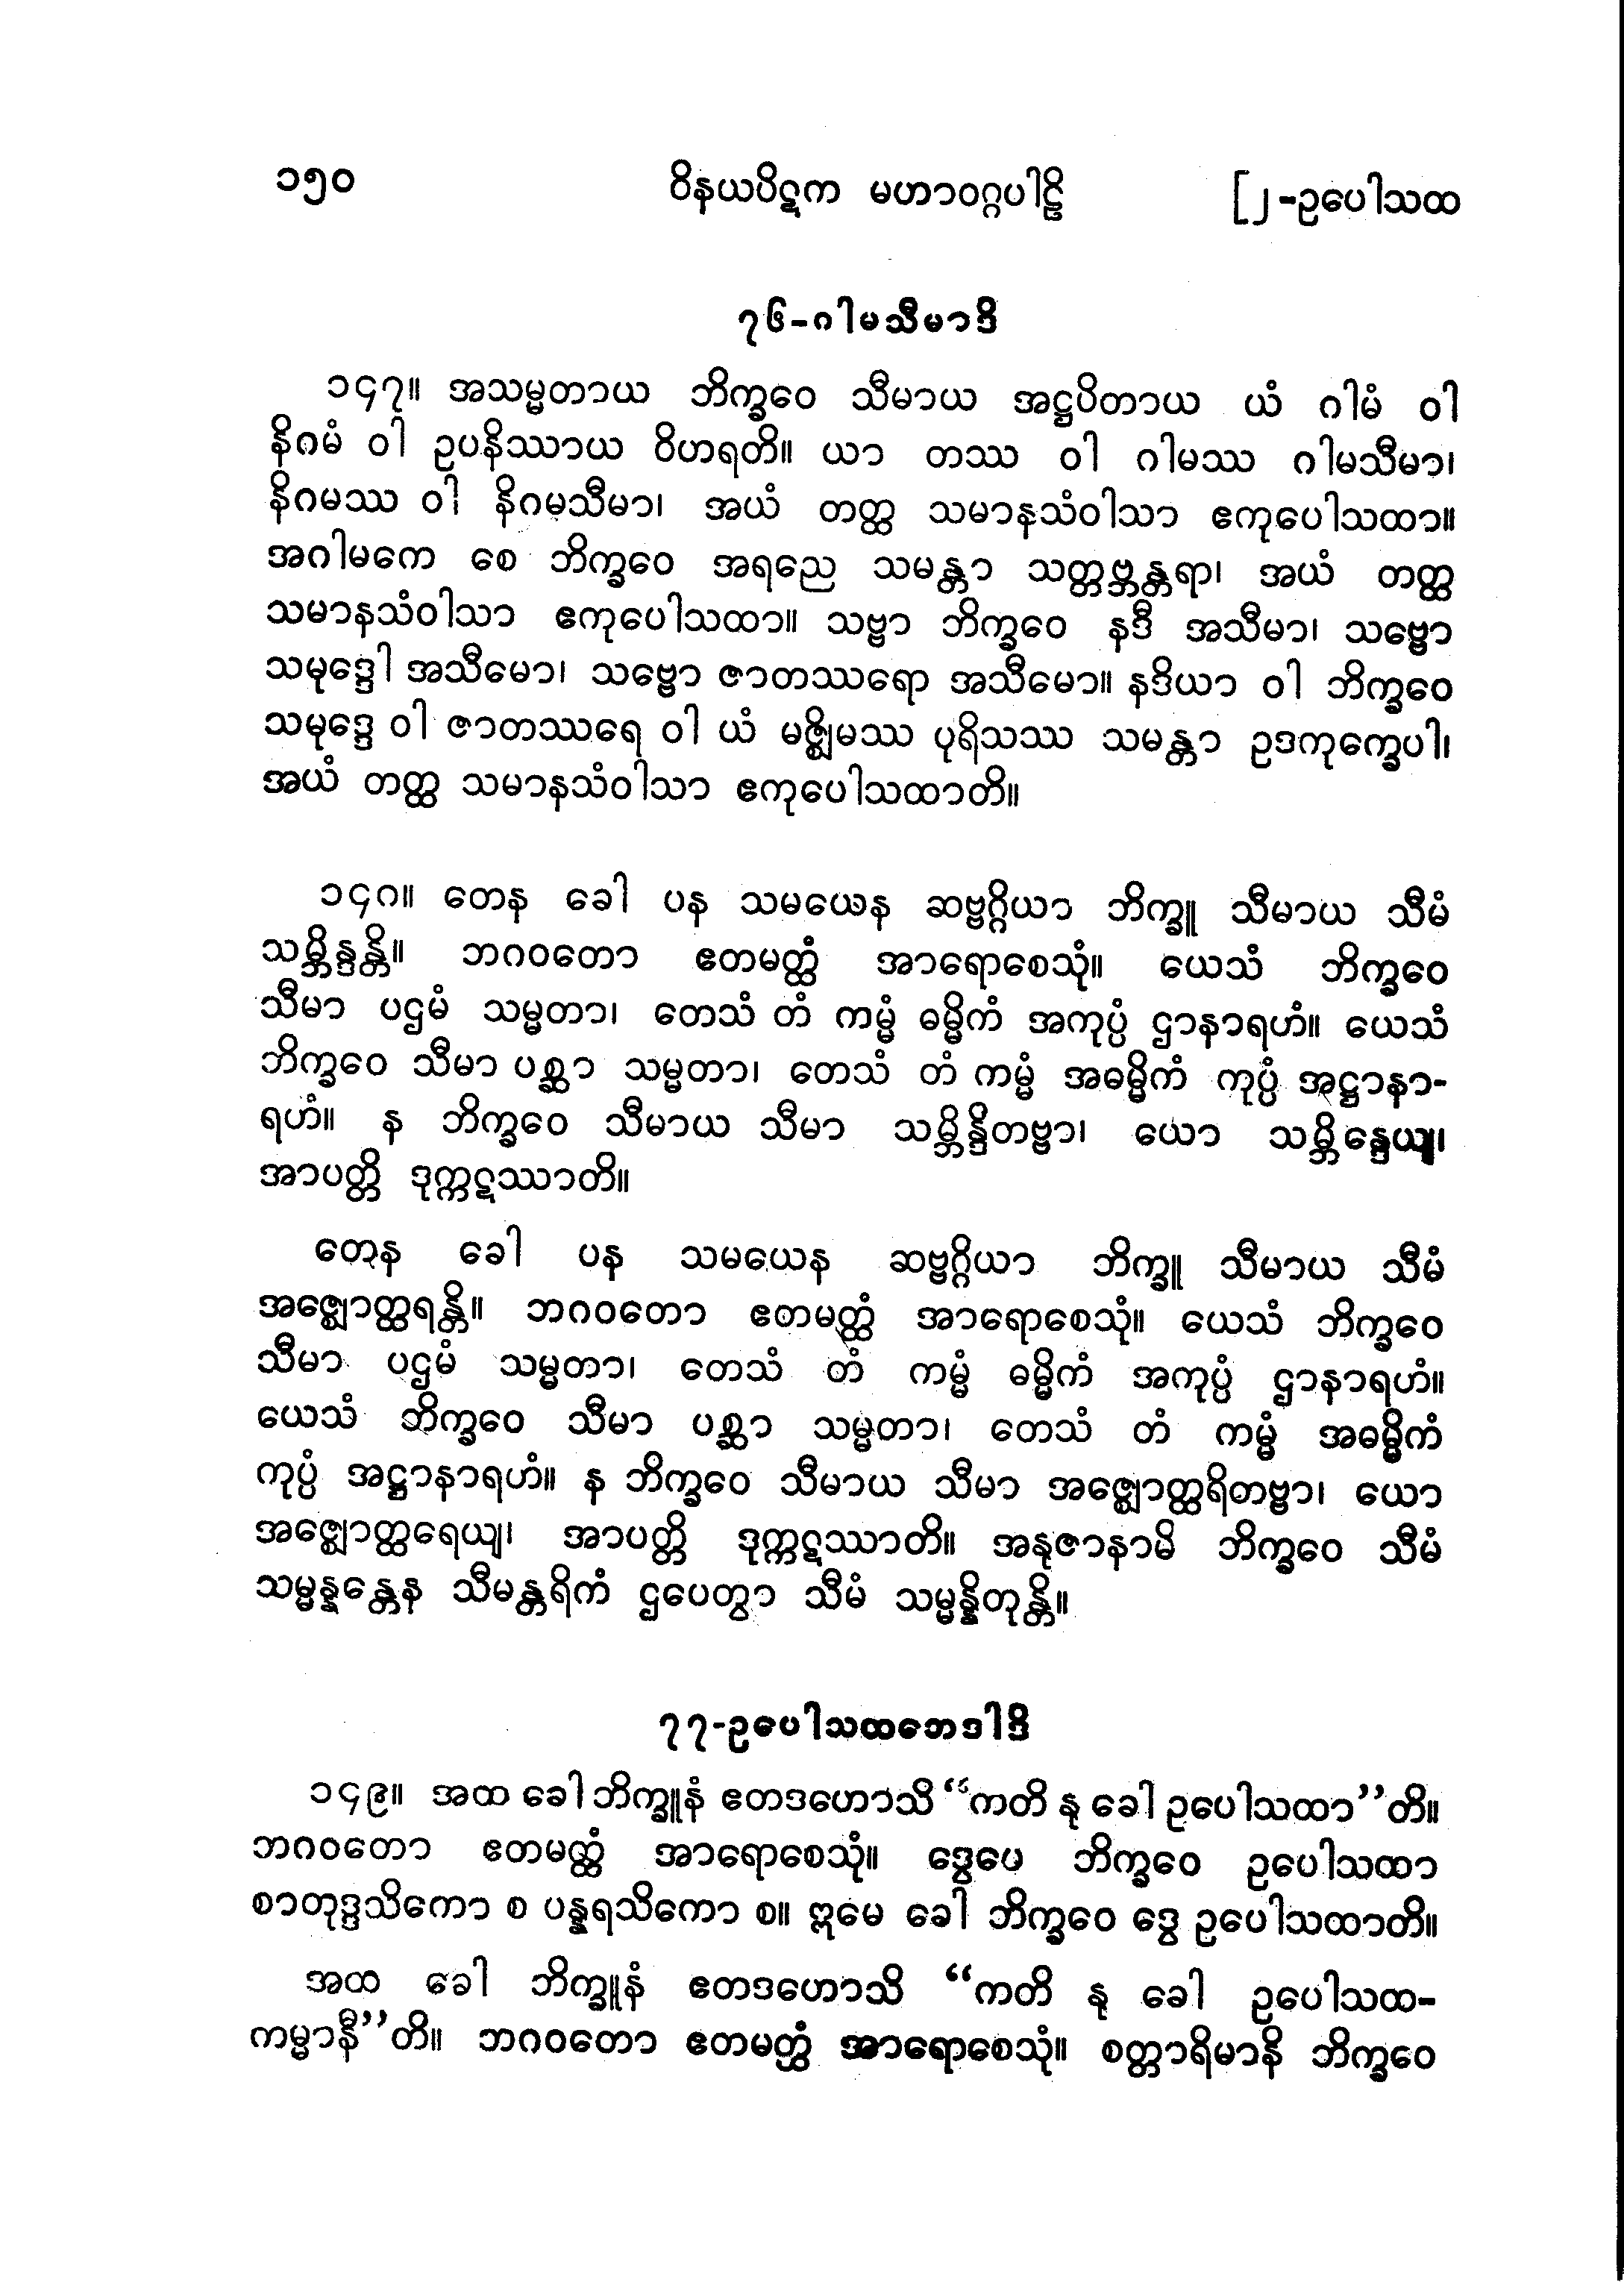 ၁၅၀ ဝိနယပိဋက မဟာဝဂ္ဂပါဠိ [၂-ဥပေါသထ
၇၆-ဂါမသီမာဒိ
၁၄၇။ အသမ္မတာယ ဘိက္ခဝေ သီမာယ အဋ္ဌပိတာယ ယံ ဂါမံ ဝါ
နိဂမံ ဝါ ဥပနိဿာယ ဝိဟရတိ။ ယာ တဿ ဝါ ဂါမဿ ဂါမသီမာ၊
နိဂမဿ ဝါ နိဂမသီမာ၊ အယံ တတ္ထ သမာနသံဝါသာ ဧကုပေါသထာ။
အဂါမကေ စေ ဘိက္ခဝေ အရညေ သမန္တာ သတ္တဗ္ဘန္တရာ၊ အယံ တတ္ထ
သမာနသံဝါသာ ဧကုပေါသထာ။ သဗ္ဗာ ဘိက္ခဝေ နဒီ အသီမာ၊ သဗ္ဗော
သမုဒ္ဒေါ အသီမော၊ သဗ္ဗော ဇာတဿရော အသီမော။ နဒိယာ ဝါ ဘိက္ခဝေ
သမုဒ္ဒေ ဝါ ဇာတဿရေ ဝါ ယံ မဇ္ဈိမဿ ပုရိသဿ သမန္တာ ဥဒကုက္ခေပါ၊
အယံ တတ္ထ သမာနသံဝါသာ ဧကုပေါသထာတိ။
၁၄၈။ တေန ခေါ ပန သမယေန ဆဗ္ဗဂ္ဂိယာ ဘိက္ခူ သီမာယ သီမံ
သမ္ဘိန္ဒန္တိ။ ဘဂဝတော ဧတမတ္ထံ အာရောစေသုံ။ ယေသံ ဘိက္ခဝေ
သီမာ ပဌမံ သမ္မတာ၊ တေသံ တံ ကမ္မံ ဓမ္မိကံ အကုပ္ပံ ဌာနာရဟံ။ ယေသံ
ဘိက္ခဝေ သီမာ ပစ္ဆာ သမ္မတာ၊ တေသံ တံ ကမ္မံ အဓမ္မိကံ ကုပ္ပံ အဋ္ဌာနာ-
ရဟံ။ န ဘိက္ခဝေ သီမာယ သီမာ သမ္ဘိန္ဒိတဗ္ဗာ၊ ယော သမ္ဘိန္ဒေယျ၊
အာပတ္တိ ဒုက္ကဋဿာတိ။
တေန ခေါ ပန သမယေန ဆဗ္ဗဂ္ဂိယာ ဘိက္ခူ သီမာယ သီမံ
အဇ္ဈောတ္ထရန္တိ။ ဘဂဝတော ဧတမတ္ထံ အာရောစေသုံ။ ယေသံ ဘိက္ခဝေ
သီမာ ပဌမံ သမ္မတာ၊ တေသံ တံ ကမ္မံ ဓမ္မိကံ အကုပ္ပံ ဌာနာရဟံ။
ယေသံ ဘိက္ခဝေ သီမာ ပစ္ဆာ သမ္မတာ၊ တေသံ တံ ကမ္မံ အဓမ္မိကံ
ကုပ္ပံ အဋ္ဌာနာရဟံ။ န ဘိက္ခဝေ သီမာယ သီမာ အဇ္ဈောတ္ထရိတဗ္ဗာ၊ ယော
အဇ္ဈောတ္ထရေယျ၊ အာပတ္တိ ဒုက္ကဋဿာတိ။ အနုဇာနာမိ ဘိက္ခဝေ သီမံ
သမ္မန္နန္တေန သီမန္တရိကံ ဌပေတွာ သီမံ သမ္မန္နိတုန္တိ။
၇၇-ဥပေါသထဘေဒါဒိ
၁၄၉။ အထ ခေါ ဘိက္ခူနံ ဧတဒဟောသိ “ကတိ နု ခေါ ဥပေါသထာ”တိ။
ဘဂဝတော ဧတမတ္ထံ အာရောစေသုံ။ ဒွေမေ ဘိက္ခဝေ ဥပေါသထာ
စာတုဒ္ဒသိကော စ ပန္နရသိကော စ။ ဣမေ ခေါ ဘိက္ခဝေ ဒွေ ဥပေါသထာတိ။
အထ ခေါ ဘိက္ခူနံ ဧတဒဟောသိ “ကတိ နု ခေါ ဥပေါသထ-
ကမ္မာနီ”တိ။ ဘဂဝတော ဧတမတ္ထံ အာရောစေသုံ။ စတ္တာရိမာနိ ဘိက္ခဝေ